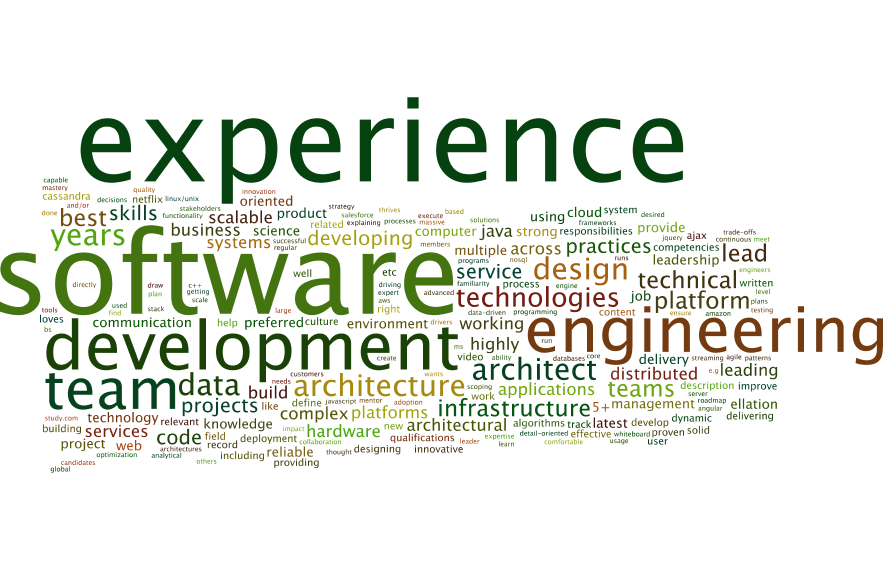 experience
capable
mastery
cassandra
decisions
quality
netflix
linux/unix
innovation
oriented
strategy
and/or
done
best
skills
stakeholders
functionality
scalable
product
salesforce
thrives
processes
execute
massive
based
solutions
using
cloud
system
desired
frameworks
years
business
science
related
explaining
computer
java
strong
responsibilities
provide
trade-offs
systems
successful
regular
developing
members
multiple
across
practices
jquery
ajax
competencies
continuous
meet
lead
software
programs
nosql
runs
leadership
level
directly
draw
plan
c++
getting
scale
well
etc
driving
expert
familiarity
service
process
engine
design
technical
engineers
written
aws
right
advanced
technologies
job
platform
plans
tools
loves
bs
used
find
stack
large
data-driven
programming
content
ensure
amazon
testing
communication
help
preferred
culture
environment
drivers
working
engineering
development
create
ms
highly
run
video
ability
databases
core
delivery
streaming
agile
patterns
team
data
needs
customers
build
architecture
wants
scoping
architect
distributed
e.g
leading
work
applications
teams
description
server
improve
projects
like
define
javascript
mentor
adoption
complex
platforms
infrastructure
5+
management
roadmap
angular
ellation
study.com
building
technology
relevant
knowledge
impact
hardware
new
architectural
algorithms
track
latest
develop
dynamic
delivering
services
code
field
record
deployment
collaboration
qualifications
leader
expertise
learn
detail-oriented
effective
whiteboard
proven
solid
project
web
architectures
comfortable
usage
user
optimization
analytical
including
reliable
thought
designing
innovative
candidates
global
others
providing